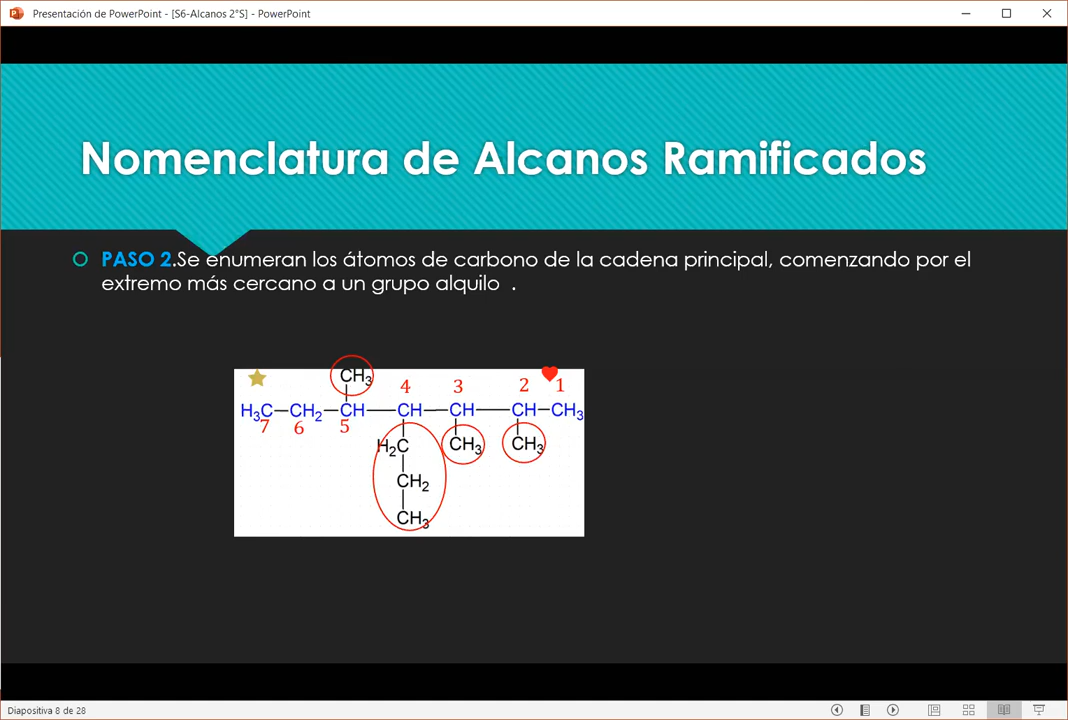 Presentación de PowerPoint - [S6-Alcanos 2°S] - PowerPoint
Nomenclatura de Alcanos Ramificados
PASO 2.Se enumeran los átomos de carbono de la cadena principal, comenzando por el
extremo más cercano a un grupo alquilo .
CH3
4 3 2 1
H3C-CH2-CH-CH-CH-CH-CH3
7 6 5
H2C CH3 CH3
CH2
CH3
Diapositiva 8 de 28